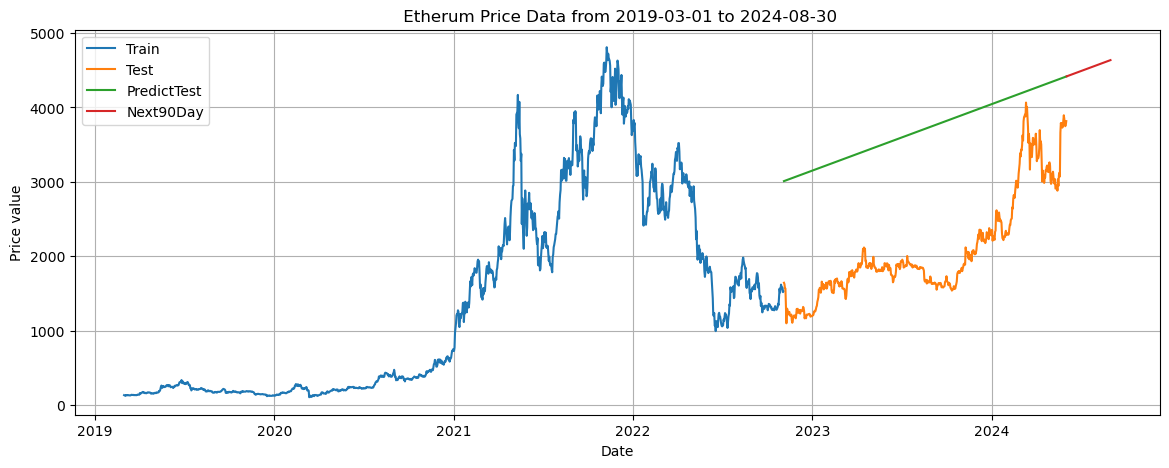 Etherum Price Data from 2019-03-01 to 2024-08-30
Train
Test
PredictTest
Next90Day
Price value
5000
4000
3000
2000
1000
0
2019
2020
2021
2022
2023
2024
Date